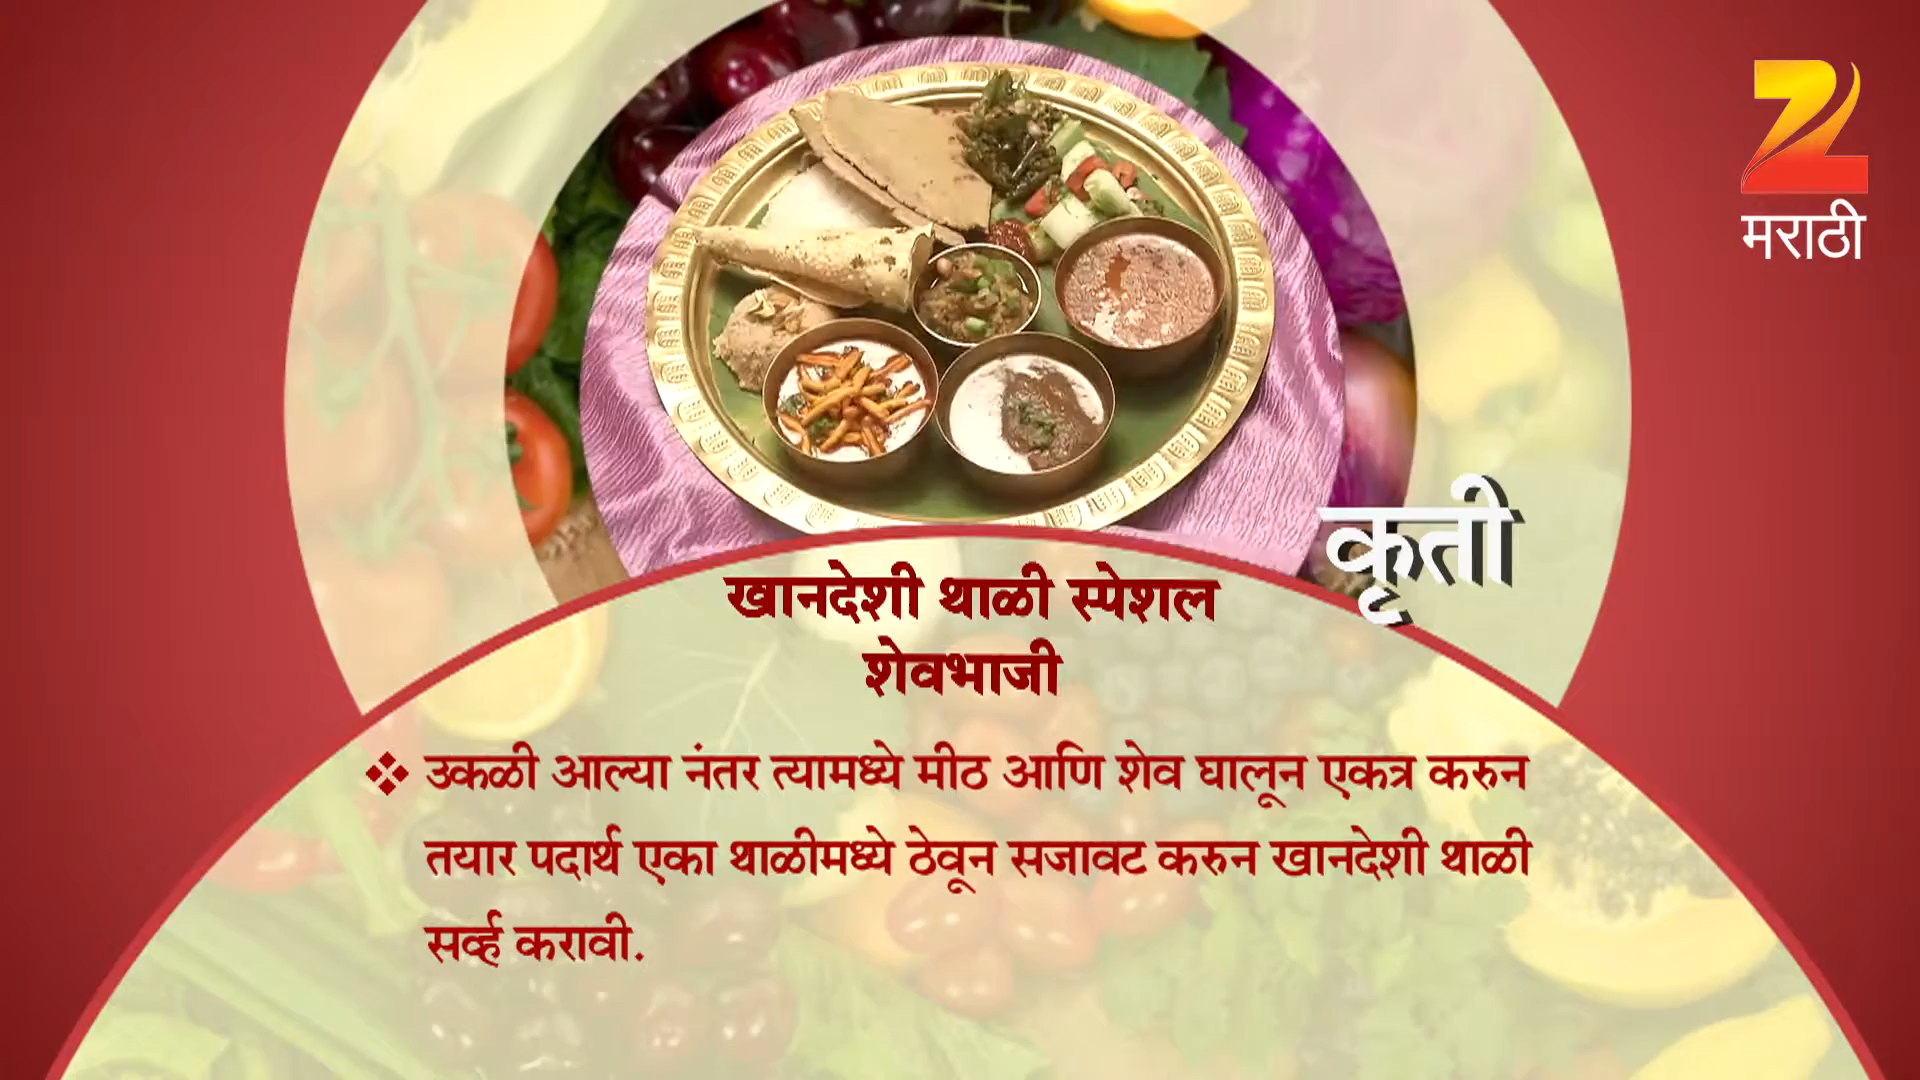 मराठी
कृती
खानदेशी थाळी स्पेशल
शेवभाजी
❖ उकळी आल्या नंतर त्यामध्ये मीठ आणि शेव घालून एकत्र करुन
तयार पदार्थ एका थाळीमध्ये ठेवून सजावट करुन खानदेशी थाळी
सर्व्ह करावी.